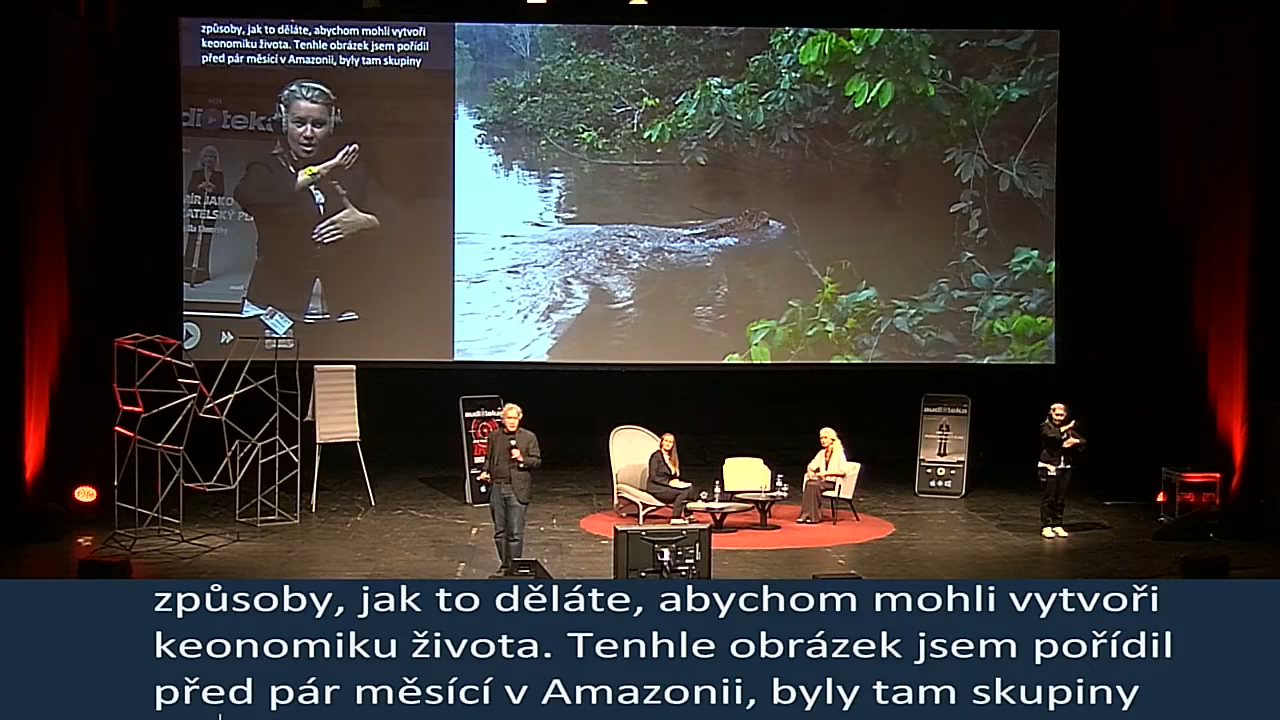 způsoby, jak to děláte, abychom mohli vytvoři
keonomiku života. Tenhle obrázek jsem pořídil
před pár měsící v Amazonii, byly tam skupiny
audioteka
audioteka
způsoby, jak to děláte, abychom mohli vytvoři
keonomiku života. Tenhle obrázek jsem pořídil
před pár měsící v Amazonii, byly tam skupiny